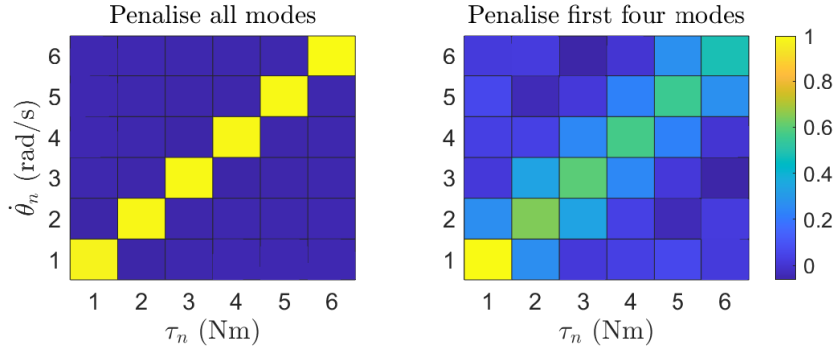 Penalise all modes
Penalise first four modes
θ̇ₙ (rad/s)
6
5
4
3
2
1
1 2 3 4 5 6
τₙ (Nm)
6
5
4
3
2
1
1 2 3 4 5 6
τₙ (Nm)
1
0.8
0.6
0.4
0.2
0